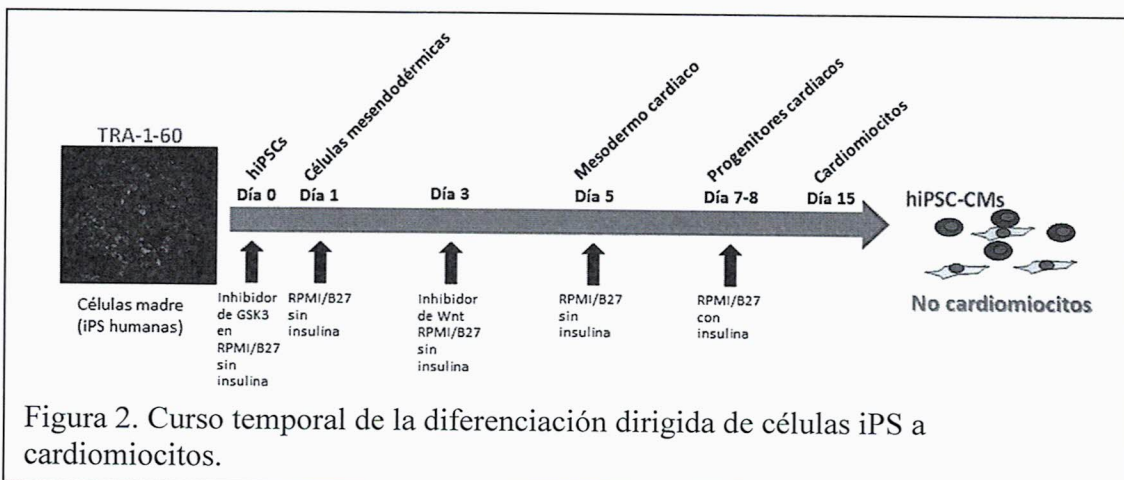 TRA-1-60
Células madre
(iPS humanas)
hiPSCs
Células mesendodérmicas
Mesodermo cardiaco
Progenitores cardiacos
Cardiomiocitos
Día 0
Día 1
Día 3
Día 5
Día 7-8
Día 15
Inhibidor
de GSK3
en
RPMI/B27
sin
insulina
RPMI/B27
sin
insulina
Inhibidor
de Wnt
RPMI/B27
sin
insulina
RPMI/B27
sin
insulina
RPMI/B27
con
insulina
hiPSC-CMs
No cardiomiocitos
Figura 2. Curso temporal de la diferenciación dirigida de células iPS a
cardiomiocitos.